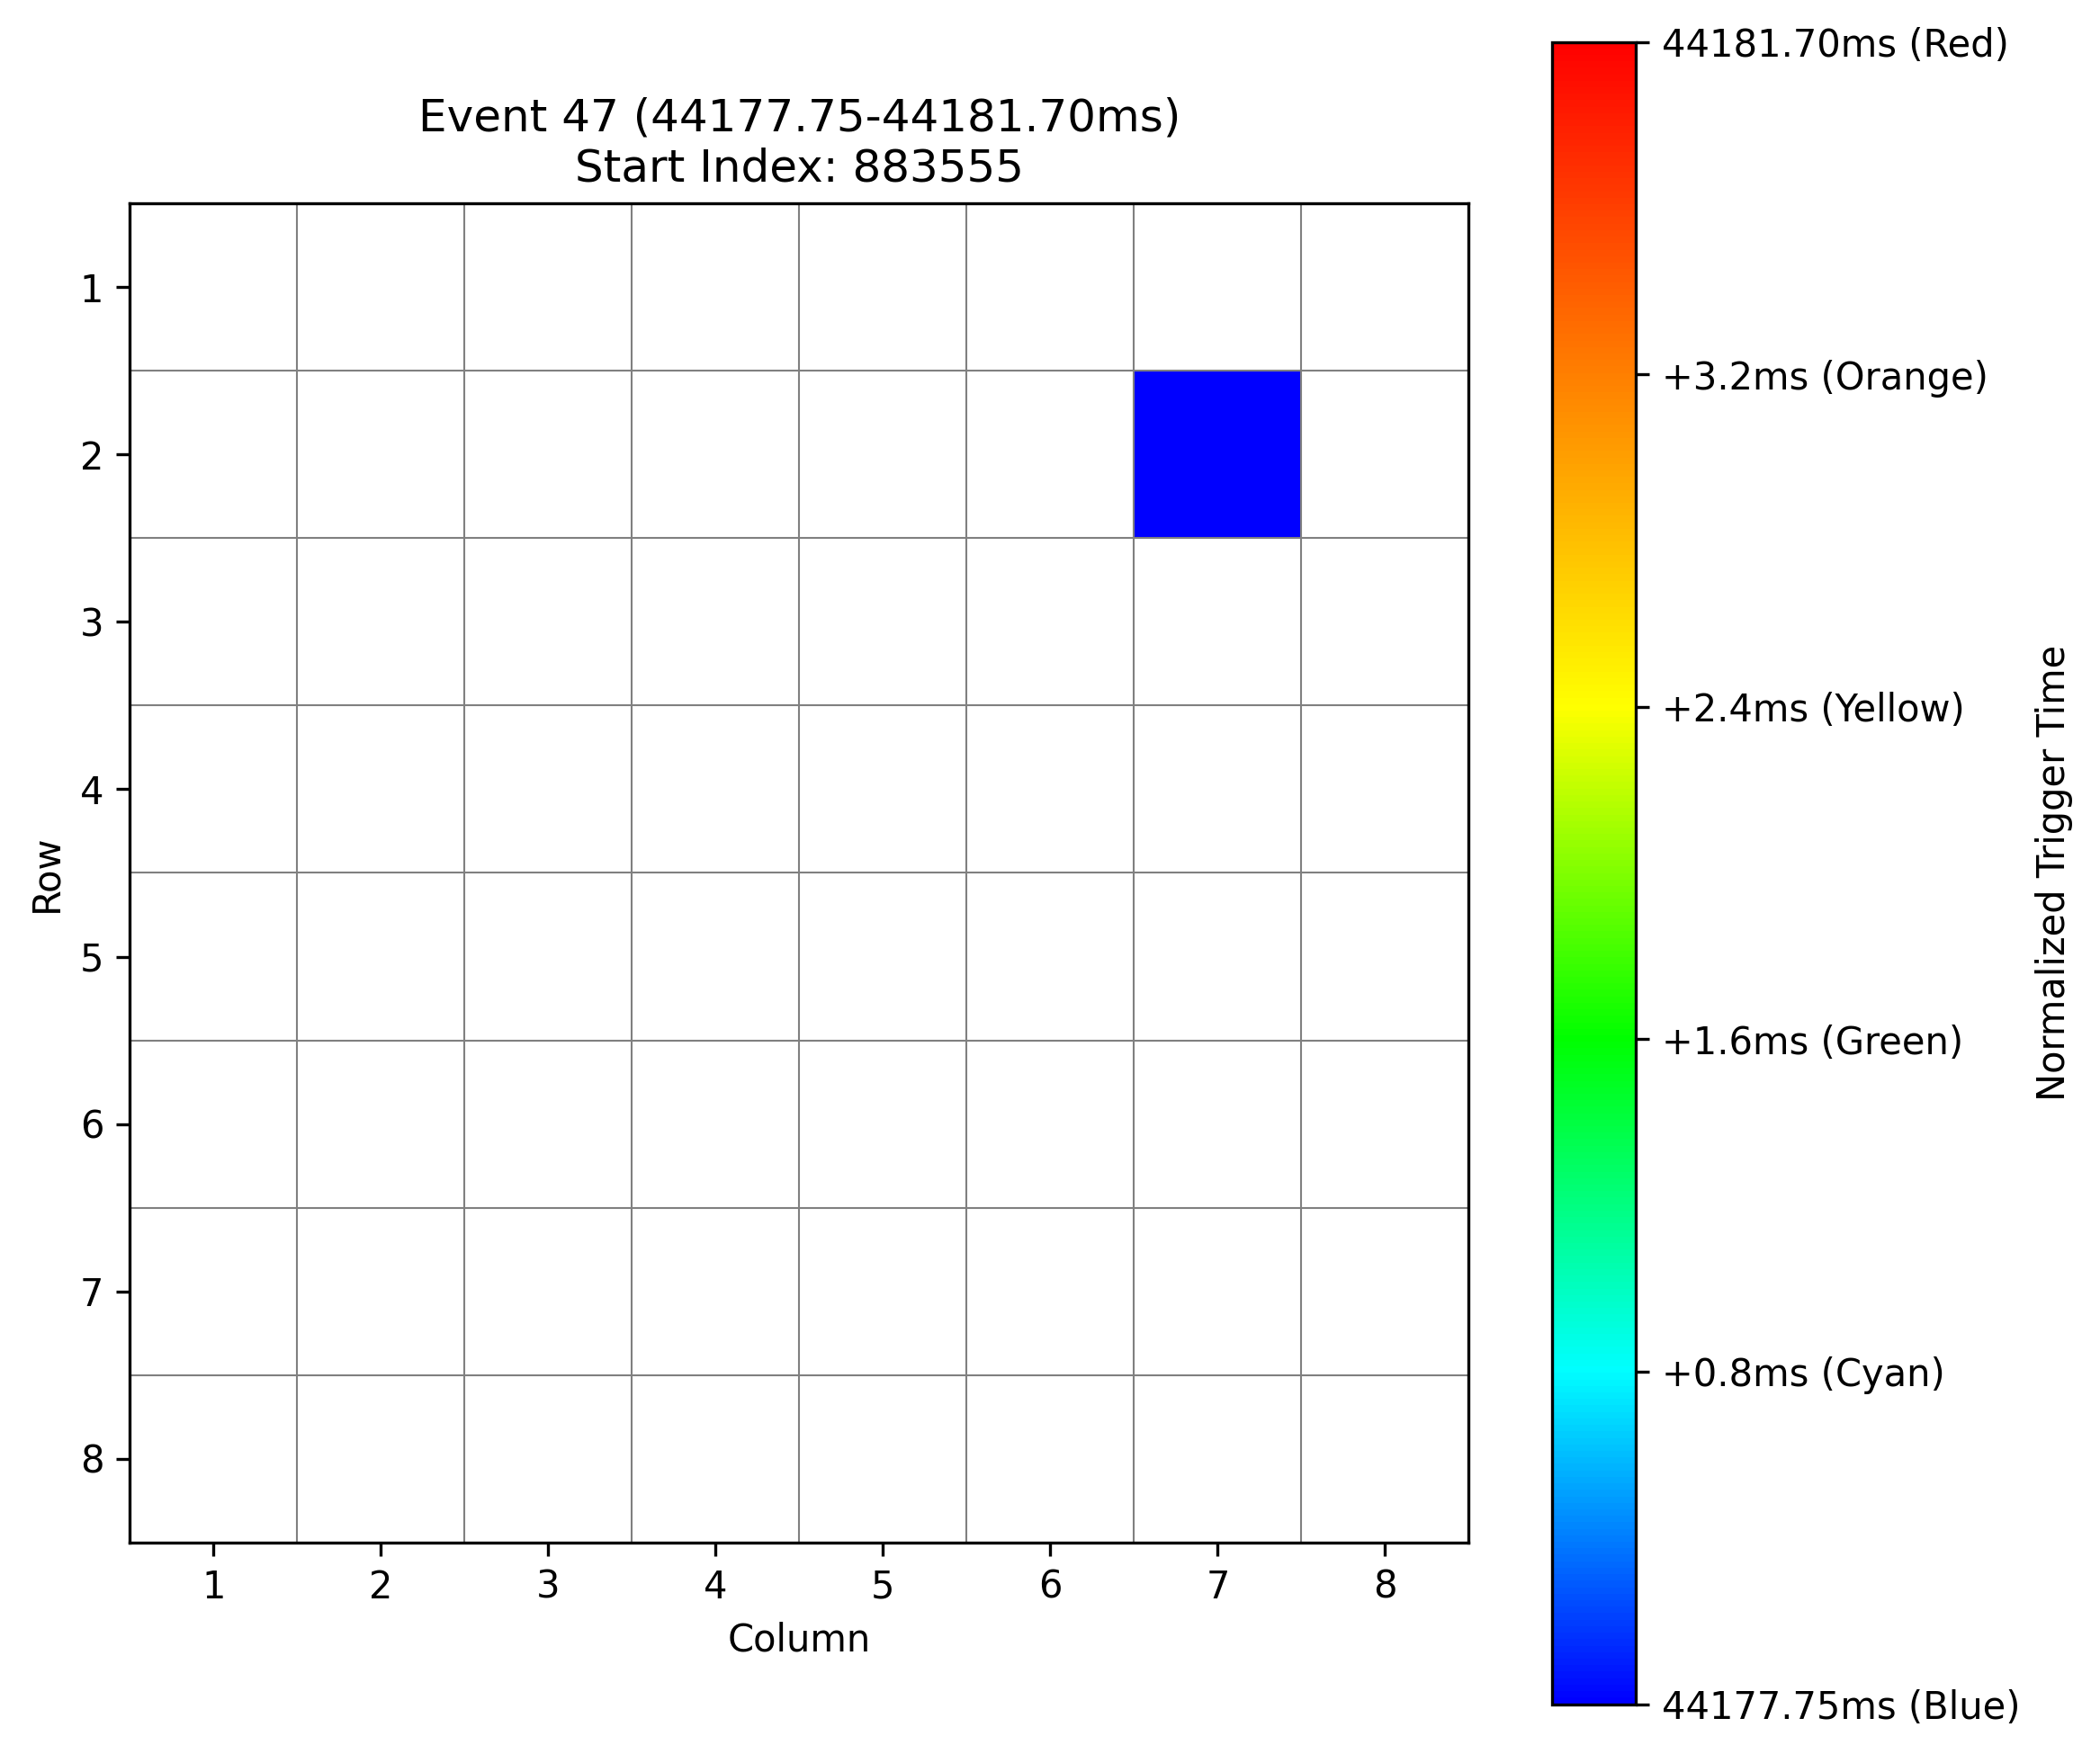 Event 47 (44177.75-44181.70ms)
Start Index: 883555
1
2
3
4
5
6
7
8
Row
1 2 3 4 5 6 7 8
Column
44181.70ms (Red)
+3.2ms (Orange)
+2.4ms (Yellow)
+1.6ms (Green)
+0.8ms (Cyan)
44177.75ms (Blue)
Normalized Trigger Time